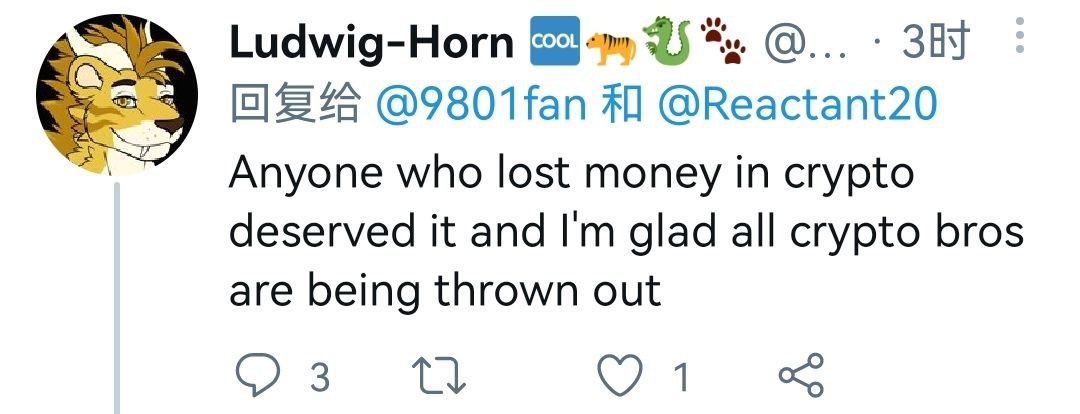 Ludwig-Horn 🆒🐅🐉🐾 @... · 3时
回复给 @9801fan 和 @Reactant20
Anyone who lost money in crypto
deserved it and I'm glad all crypto bros
are being thrown out
3 1